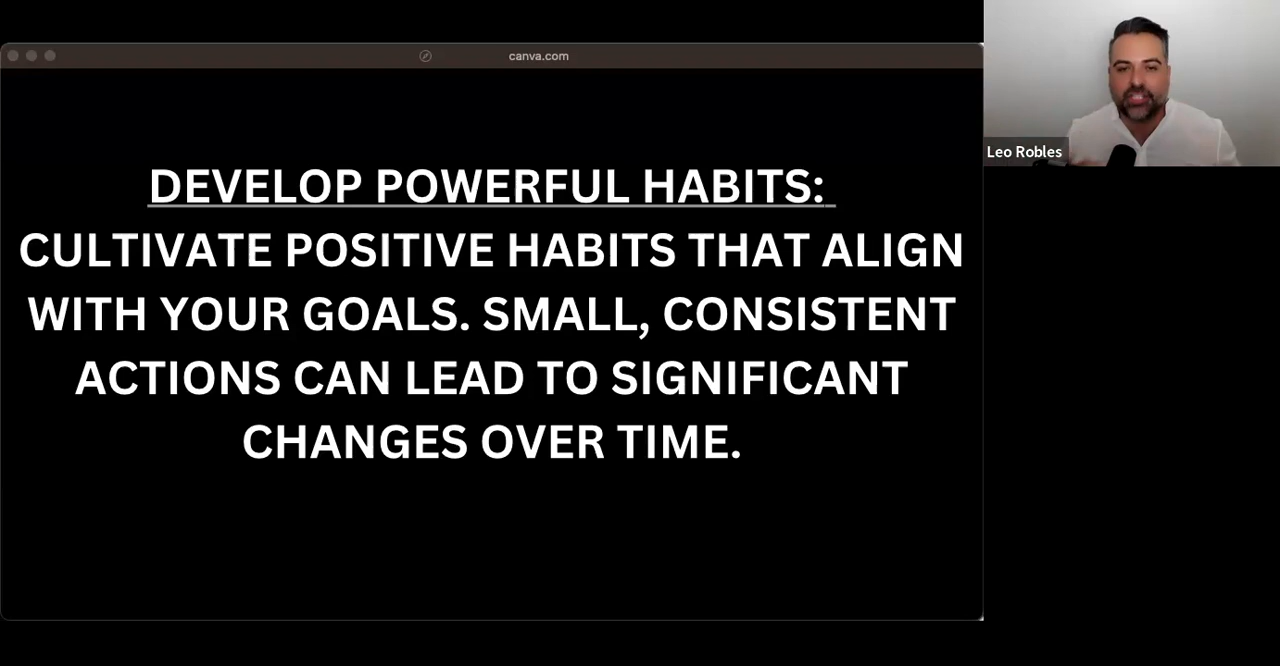 canva.com
DEVELOP POWERFUL HABITS:
CULTIVATE POSITIVE HABITS THAT ALIGN
WITH YOUR GOALS. SMALL, CONSISTENT
ACTIONS CAN LEAD TO SIGNIFICANT
CHANGES OVER TIME.
Leo Robles